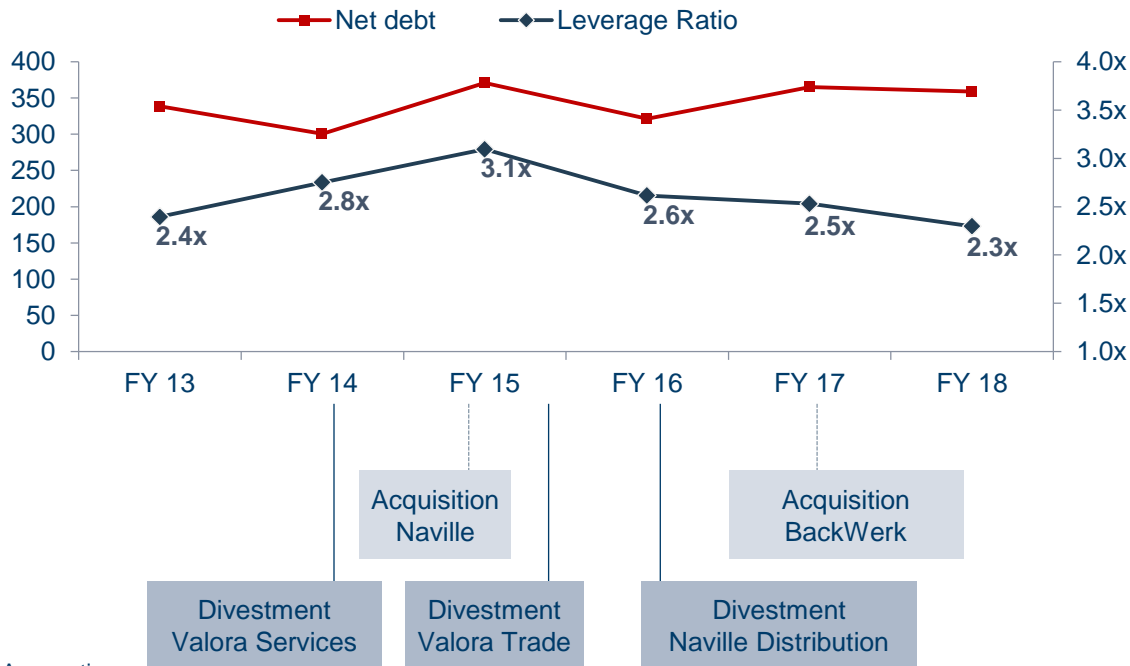 Net debt
Leverage Ratio
400
350
300
250
200
150
100
50
0
4.0x
3.5x
3.0x
2.5x
2.0x
1.5x
1.0x
2.4x
2.8x
3.1x
2.6x
2.5x
2.3x
FY 13
FY 14
FY 15
FY 16
FY 17
FY 18
Acquisition
Naville
Acquisition
BackWerk
Divestment
Valora Services
Divestment
Valora Trade
Divestment
Naville Distribution